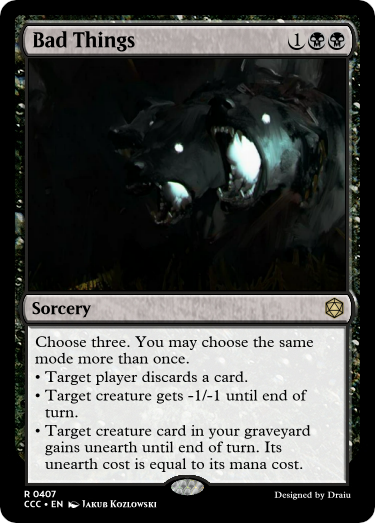 Bad Things 1
Sorcery
Choose three. You may choose the same
mode more than once.
• Target player discards a card.
• Target creature gets -1/-1 until end of
turn.
• Target creature card in your graveyard
gains unearth until end of turn. Its
unearth cost is equal to its mana cost.
R 0407
CCC • EN Jakub Kozlowski
Designed by Draiu